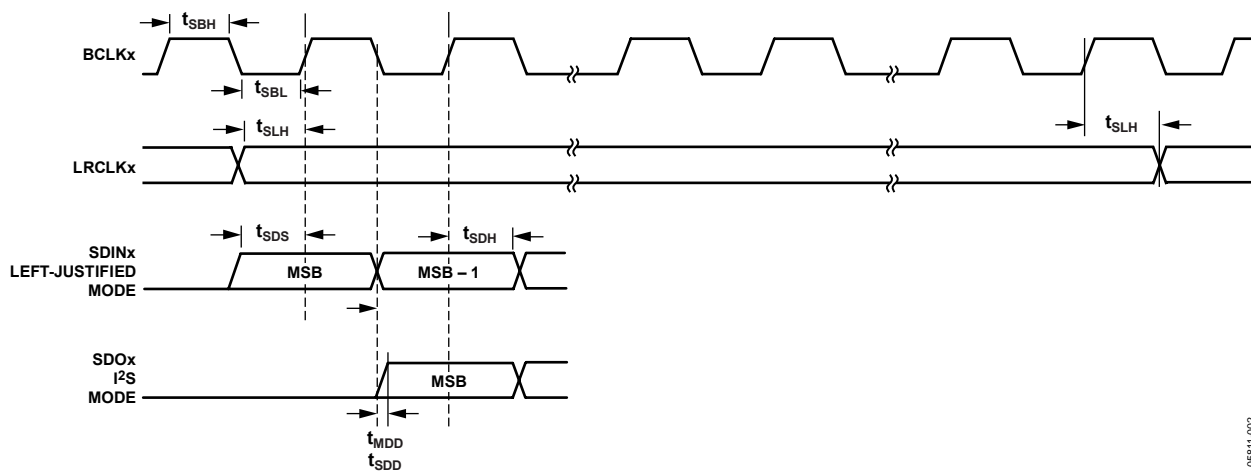 tSBH
BCLKx
tSBL
tSLH
tSLH
LRCLKx
tSDS
tSDH
SDINx
LEFT-JUSTIFIED
MODE
MSB
MSB – 1
SDOx
I²S
MODE
MSB
tMDD
tSDD
05811-002